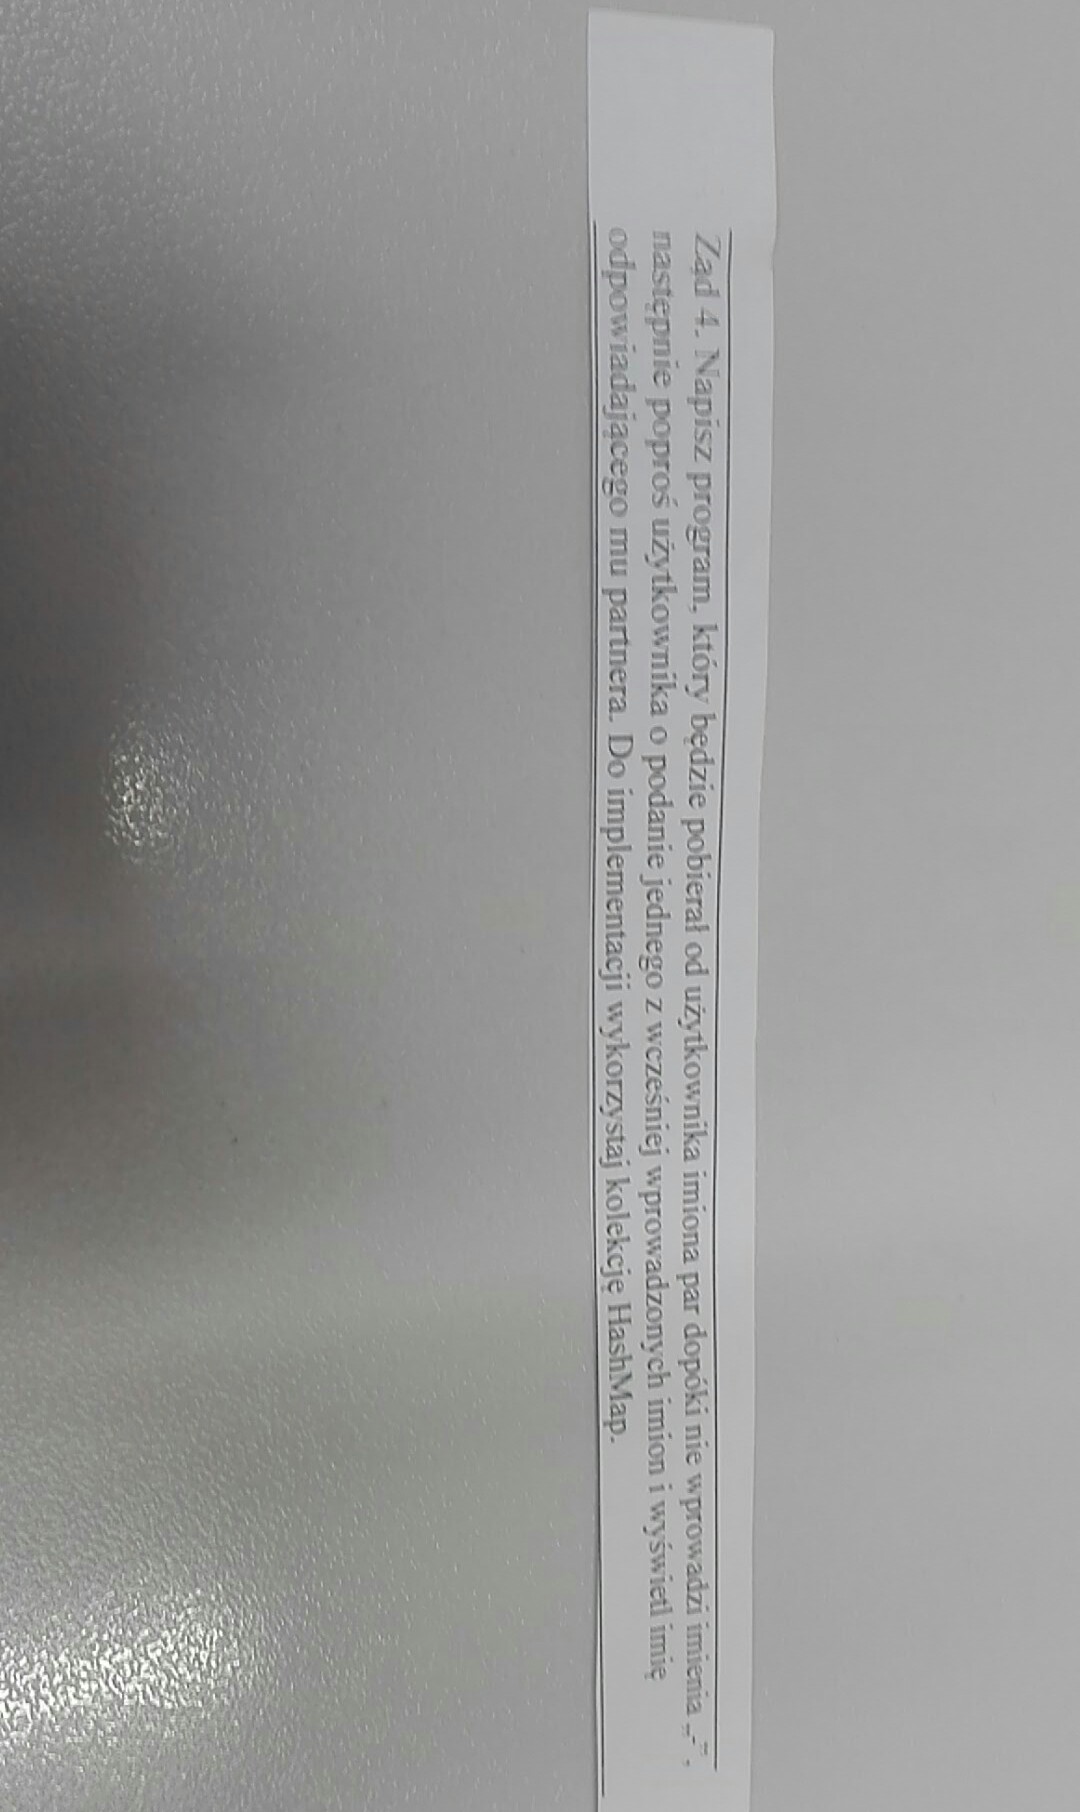 Zad 4. Napisz program, który będzie pobierał od użytkownika imiona par dopóki nie wprowadzi imienia „-”,
następnie poproś użytkownika o podanie jednego z wcześniej wprowadzonych imion i wyświetl imię
odpowiadającego mu partnera. Do implementacji wykorzystaj kolekcję HashMap.